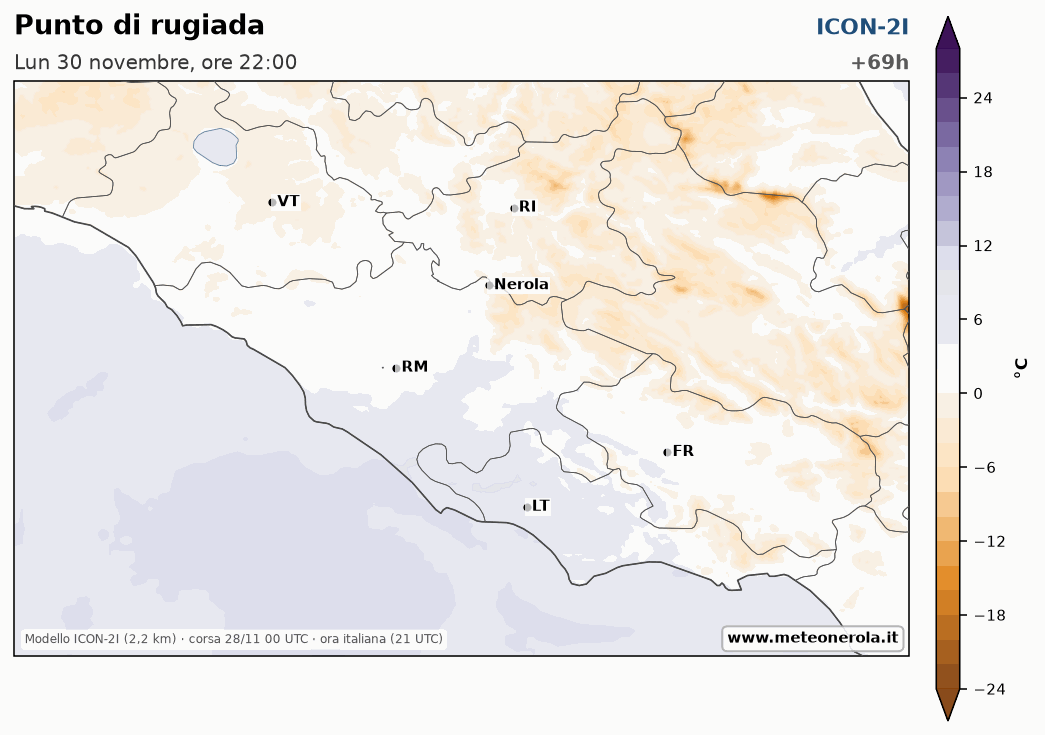 Punto di rugiada
ICON-2I
Lun 30 novembre, ore 22:00
+69h
VT
RI
Nerola
RM
FR
LT
Modello ICON-2I (2,2 km) · corsa 28/11 00 UTC · ora italiana (21 UTC)
www.meteonerola.it
24
18
12
6
0
−6
−12
−18
−24
°C